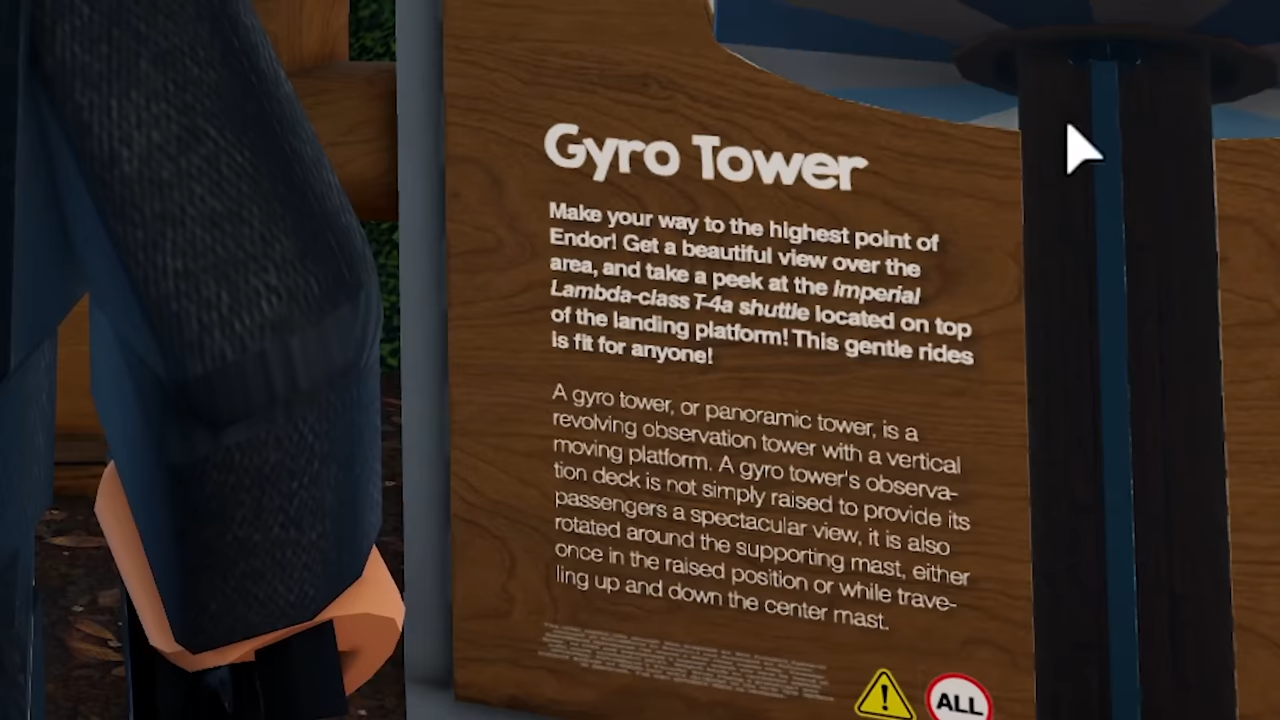 Gyro Tower
Make your way to the highest point of
Endor! Get a beautiful view over the
area, and take a peek at the Imperial
Lambda-class T-4a shuttle located on top
of the landing platform! This gentle rides
is fit for anyone!
A gyro tower, or panoramic tower, is a
revolving observation tower with a vertical
moving platform. A gyro tower's observa-
tion deck is not simply raised to provide its
passengers a spectacular view, it is also
rotated around the supporting mast, either
once in the raised position or while trave-
ling up and down the center mast.
ALL